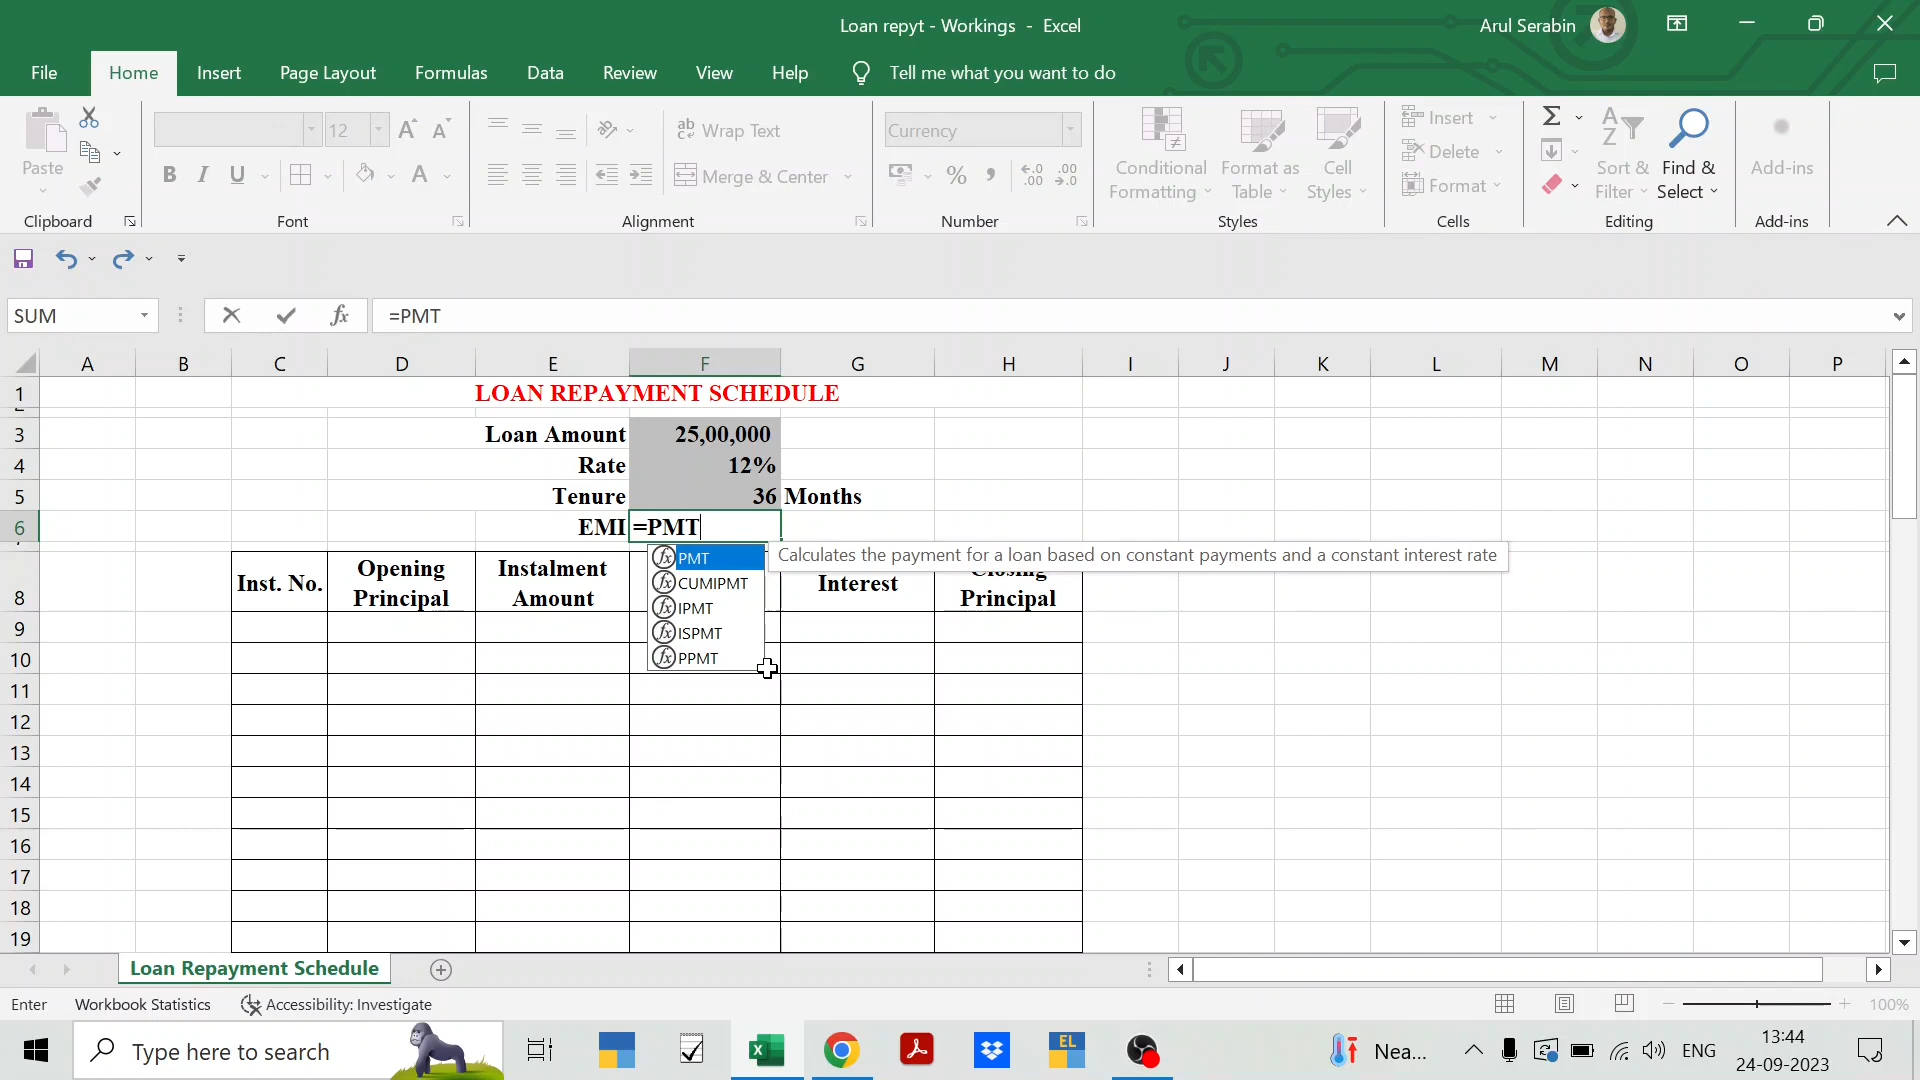 Loan repyt - Workings - Excel
Arul Serabin
File Home Insert Page Layout Formulas Data Review View Help Tell me what you want to do
12
ab Wrap Text
Currency
Insert
Delete
Format
Paste
B I U
Merge & Center
% , .00
Conditional Formatting
Format as Table
Cell Styles
Sort & Filter
Find & Select
Add-ins
Clipboard Font Alignment Number Styles Cells Editing Add-ins
SUM
fx
=PMT
A B C D E F G H I J K L M N O P
1 LOAN REPAYMENT SCHEDULE
3 Loan Amount 25,00,000
4 Rate 12%
5 Tenure 36 Months
6 EMI =PMT
PMT Calculates the payment for a loan based on constant payments and a constant interest rate
CUMIPMT
IPMT
ISPMT
PPMT
8 Inst. No. Opening Principal Instalment Amount Interest Closing Principal
9
10
11
12
13
14
15
16
17
18
19
Loan Repayment Schedule
Enter Workbook Statistics Accessibility: Investigate
100%
Type here to search
EL
Nea...
ENG
13:44
24-09-2023